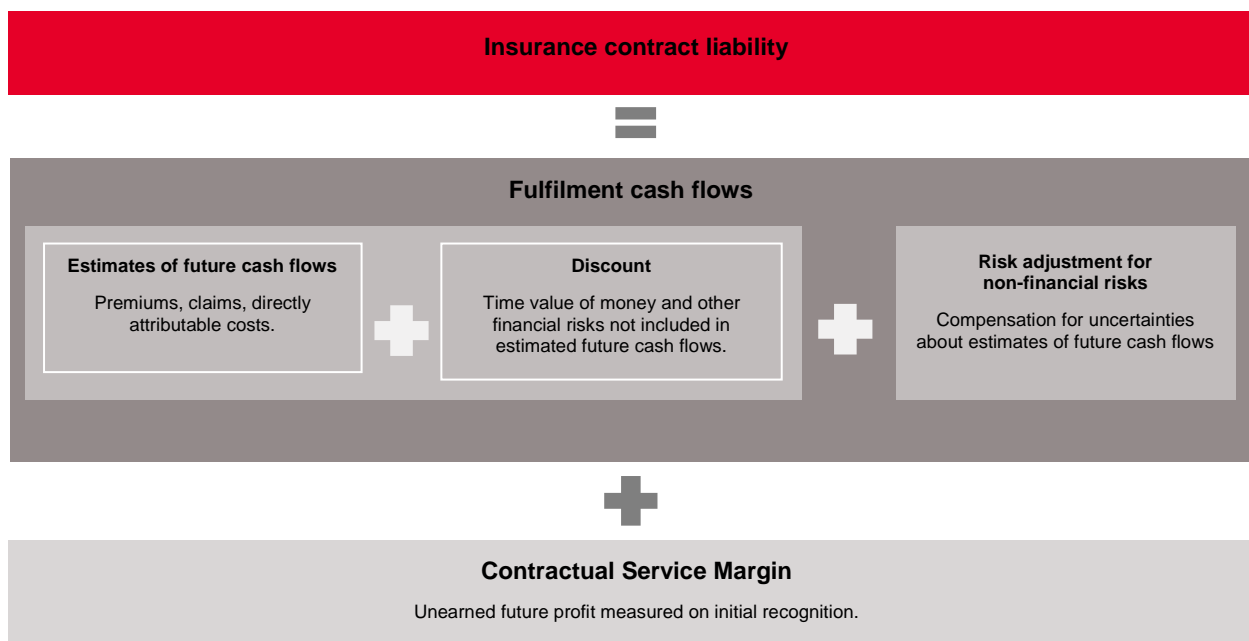 Insurance contract liability
=
Fulfilment cash flows
Estimates of future cash flows
Premiums, claims, directly
attributable costs.
+
Discount
Time value of money and other
financial risks not included in
estimated future cash flows.
+
Risk adjustment for
non-financial risks
Compensation for uncertainties
about estimates of future cash flows
+
Contractual Service Margin
Unearned future profit measured on initial recognition.